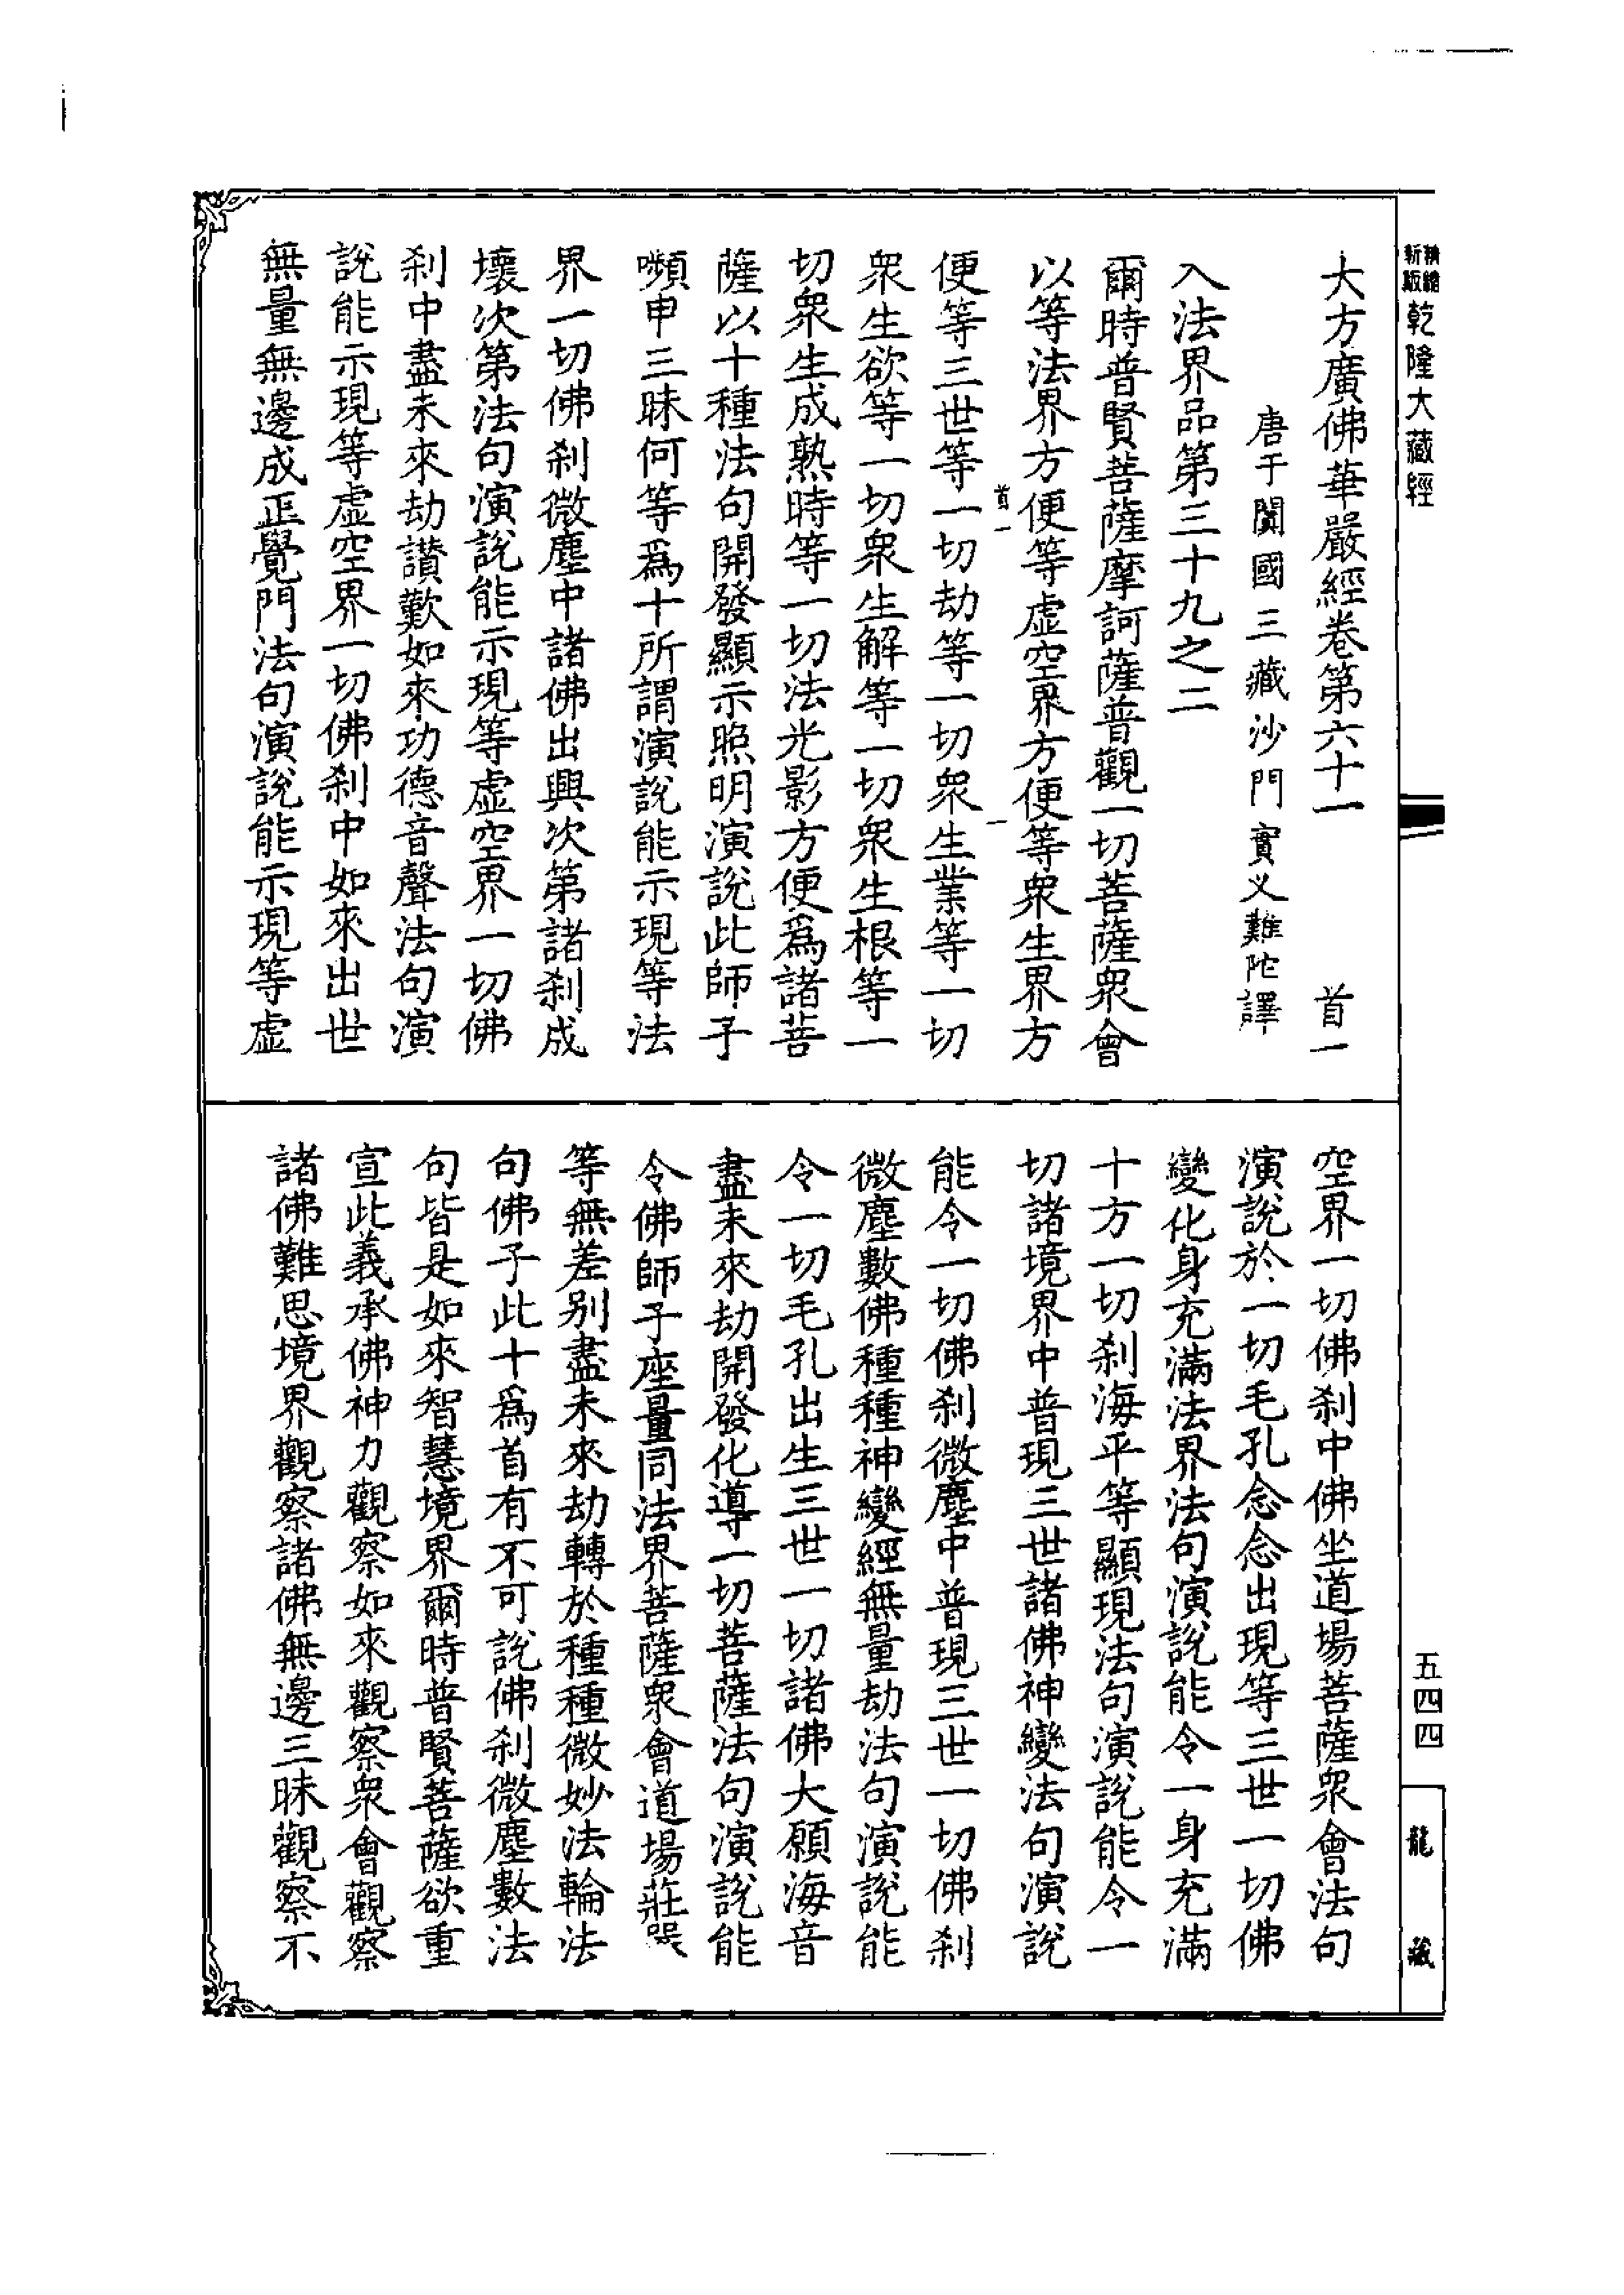 精縮
新版
乾隆大藏經
五四四
龍藏
大方廣佛華嚴經卷第六十一 首一
唐于闐國三藏沙門實叉難陀譯
入法界品第三十九之二
爾時普賢菩薩摩訶薩普觀一切菩薩衆會
以等法界方便等虛空界方便等衆生界方
首一
一
便等三世等一切劫等一切衆生業等一切
衆生欲等一切衆生解等一切衆生根等一
切衆生成熟時等一切法光影方便爲諸菩
薩以十種法句開發顯示照明演說此師子
嚬申三昧何等爲十所謂演說能示現等法
界一切佛剎微塵中諸佛出興次第諸剎成
壞次第法句演說能示現等虛空界一切佛
剎中盡未來劫讚歎如來功德音聲法句演
說能示現等虛空界一切佛剎中如來出世
無量無邊成正覺門法句演說能示現等虛
空界一切佛剎中佛坐道場菩薩衆會法句
演說於一切毛孔念念出現等三世一切佛
變化身充滿法界法句演說能令一身充滿
十方一切剎海平等顯現法句演說能令一
切諸境界中普現三世諸佛神變法句演說
能令一切佛剎微塵中普現三世一切佛剎
微塵數佛種種神變經無量劫法句演說能
令一切毛孔出生三世一切諸佛大願海音
盡未來劫開發化導一切菩薩法句演說能
令佛師子座量同法界菩薩衆會道場莊嚴
等無差别盡未來劫轉於種種微妙法輪法
句佛子此十爲首有不可說佛剎微塵數法
句皆是如來智慧境界爾時普賢菩薩欲重
宣此義承佛神力觀察如來觀察衆會觀察
諸佛難思境界觀察諸佛無邊三昧觀察不